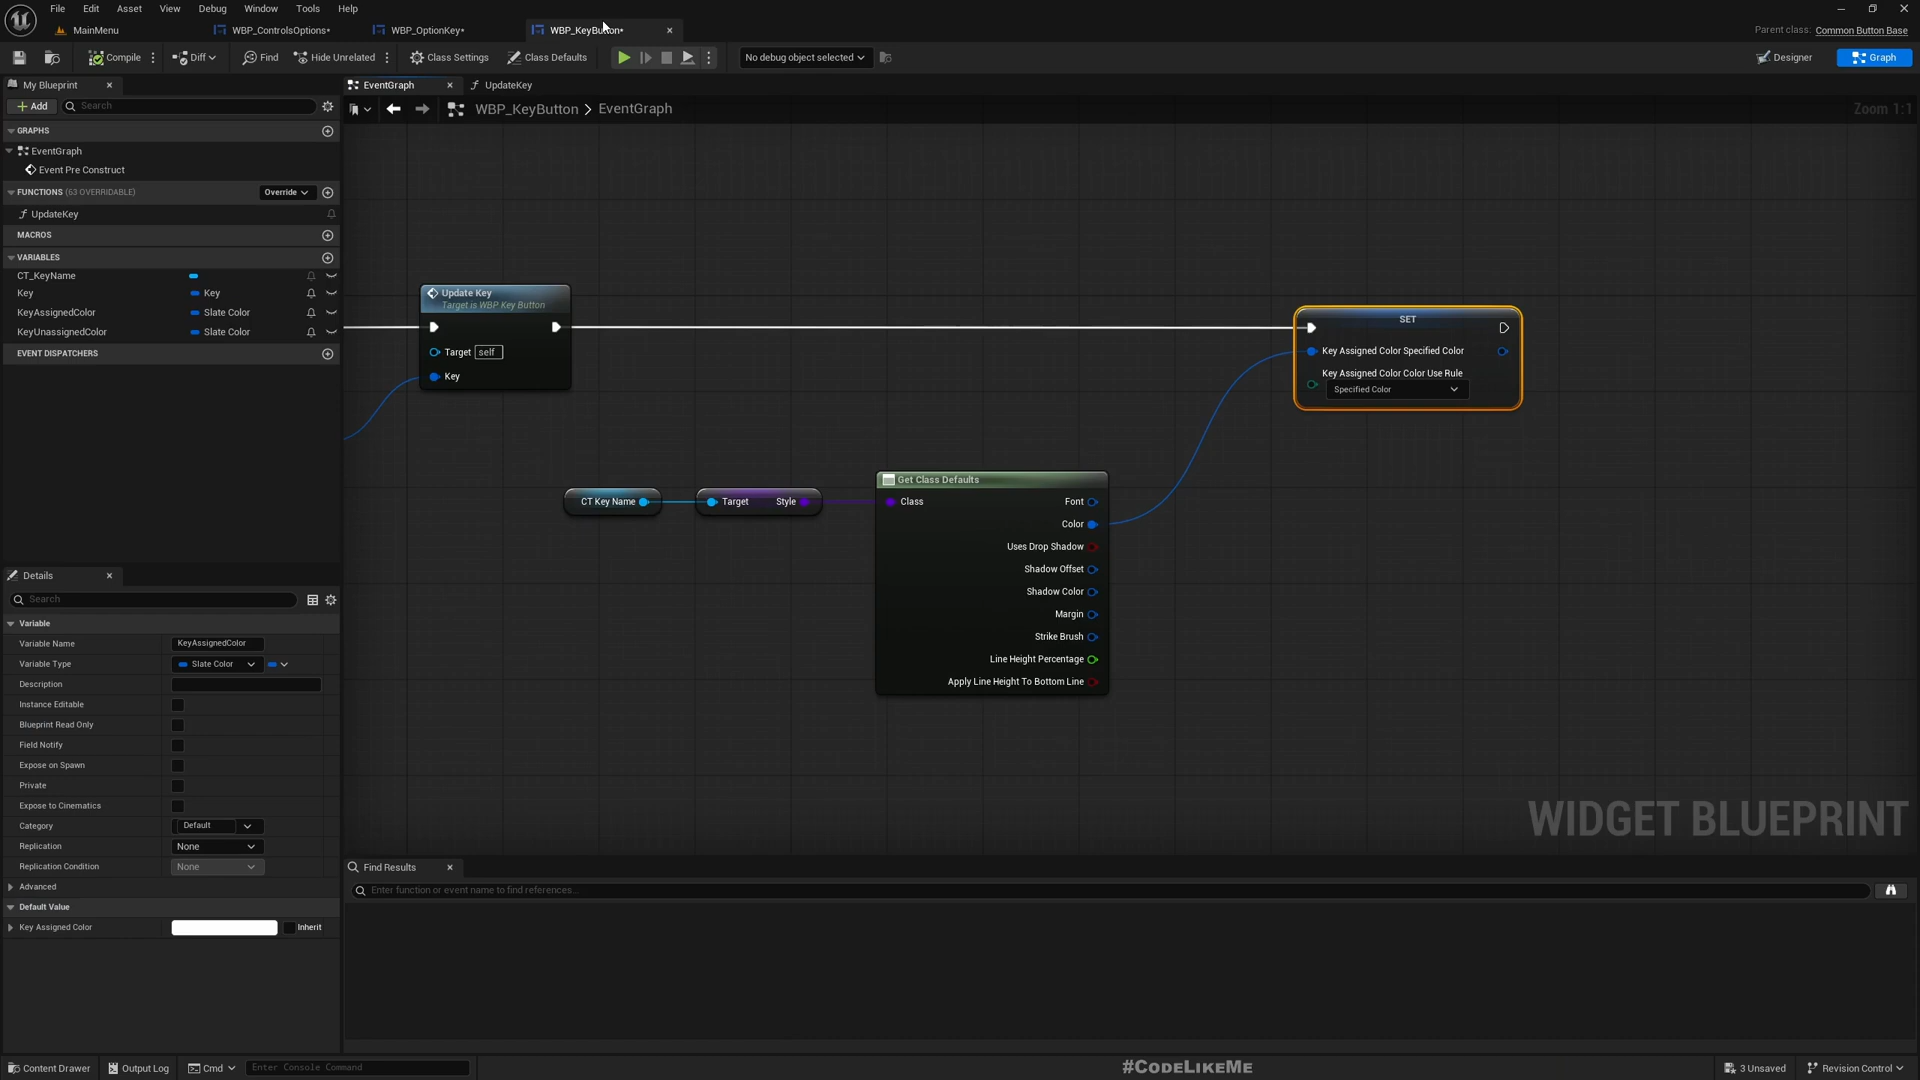 File Edit Asset View Debug Window Tools Help
MainMenu WBP_ControlsOptions* WBP_OptionKey* WBP_KeyButton*
Parent class: Common Button Base
Compile Diff Find Hide Unrelated Class Settings Class Defaults No debug object selected Designer Graph
My Blueprint
EventGraph UpdateKey
Add Search
WBP_KeyButton > EventGraph Zoom 1:1
GRAPHS
EventGraph
Event Pre Construct
FUNCTIONS (63 OVERRIDABLE) Override
UpdateKey
MACROS
VARIABLES
CT_KeyName
Key Key
KeyAssignedColor Slate Color
KeyUnassignedColor Slate Color
EVENT DISPATCHERS
Update Key
Target is WBP Key Button
Target self
Key
SET
Key Assigned Color Specified Color
Key Assigned Color Color Use Rule
Specified Color
CT Key Name
Target Style
Get Class Defaults
Class Font
Color
Uses Drop Shadow
Shadow Offset
Shadow Color
Margin
Strike Brush
Line Height Percentage
Apply Line Height To Bottom Line
WIDGET BLUEPRINT
Details
Search
Variable
Variable Name KeyAssignedColor
Variable Type Slate Color
Description
Instance Editable
Blueprint Read Only
Field Notify
Expose on Spawn
Private
Expose to Cinematics
Category Default
Replication None
Replication Condition None
Advanced
Default Value
Key Assigned Color Inherit
Find Results
Enter function or event name to find references...
Content Drawer Output Log Cmd Enter Console Command
#CODELIKEME
3 Unsaved Revision Control